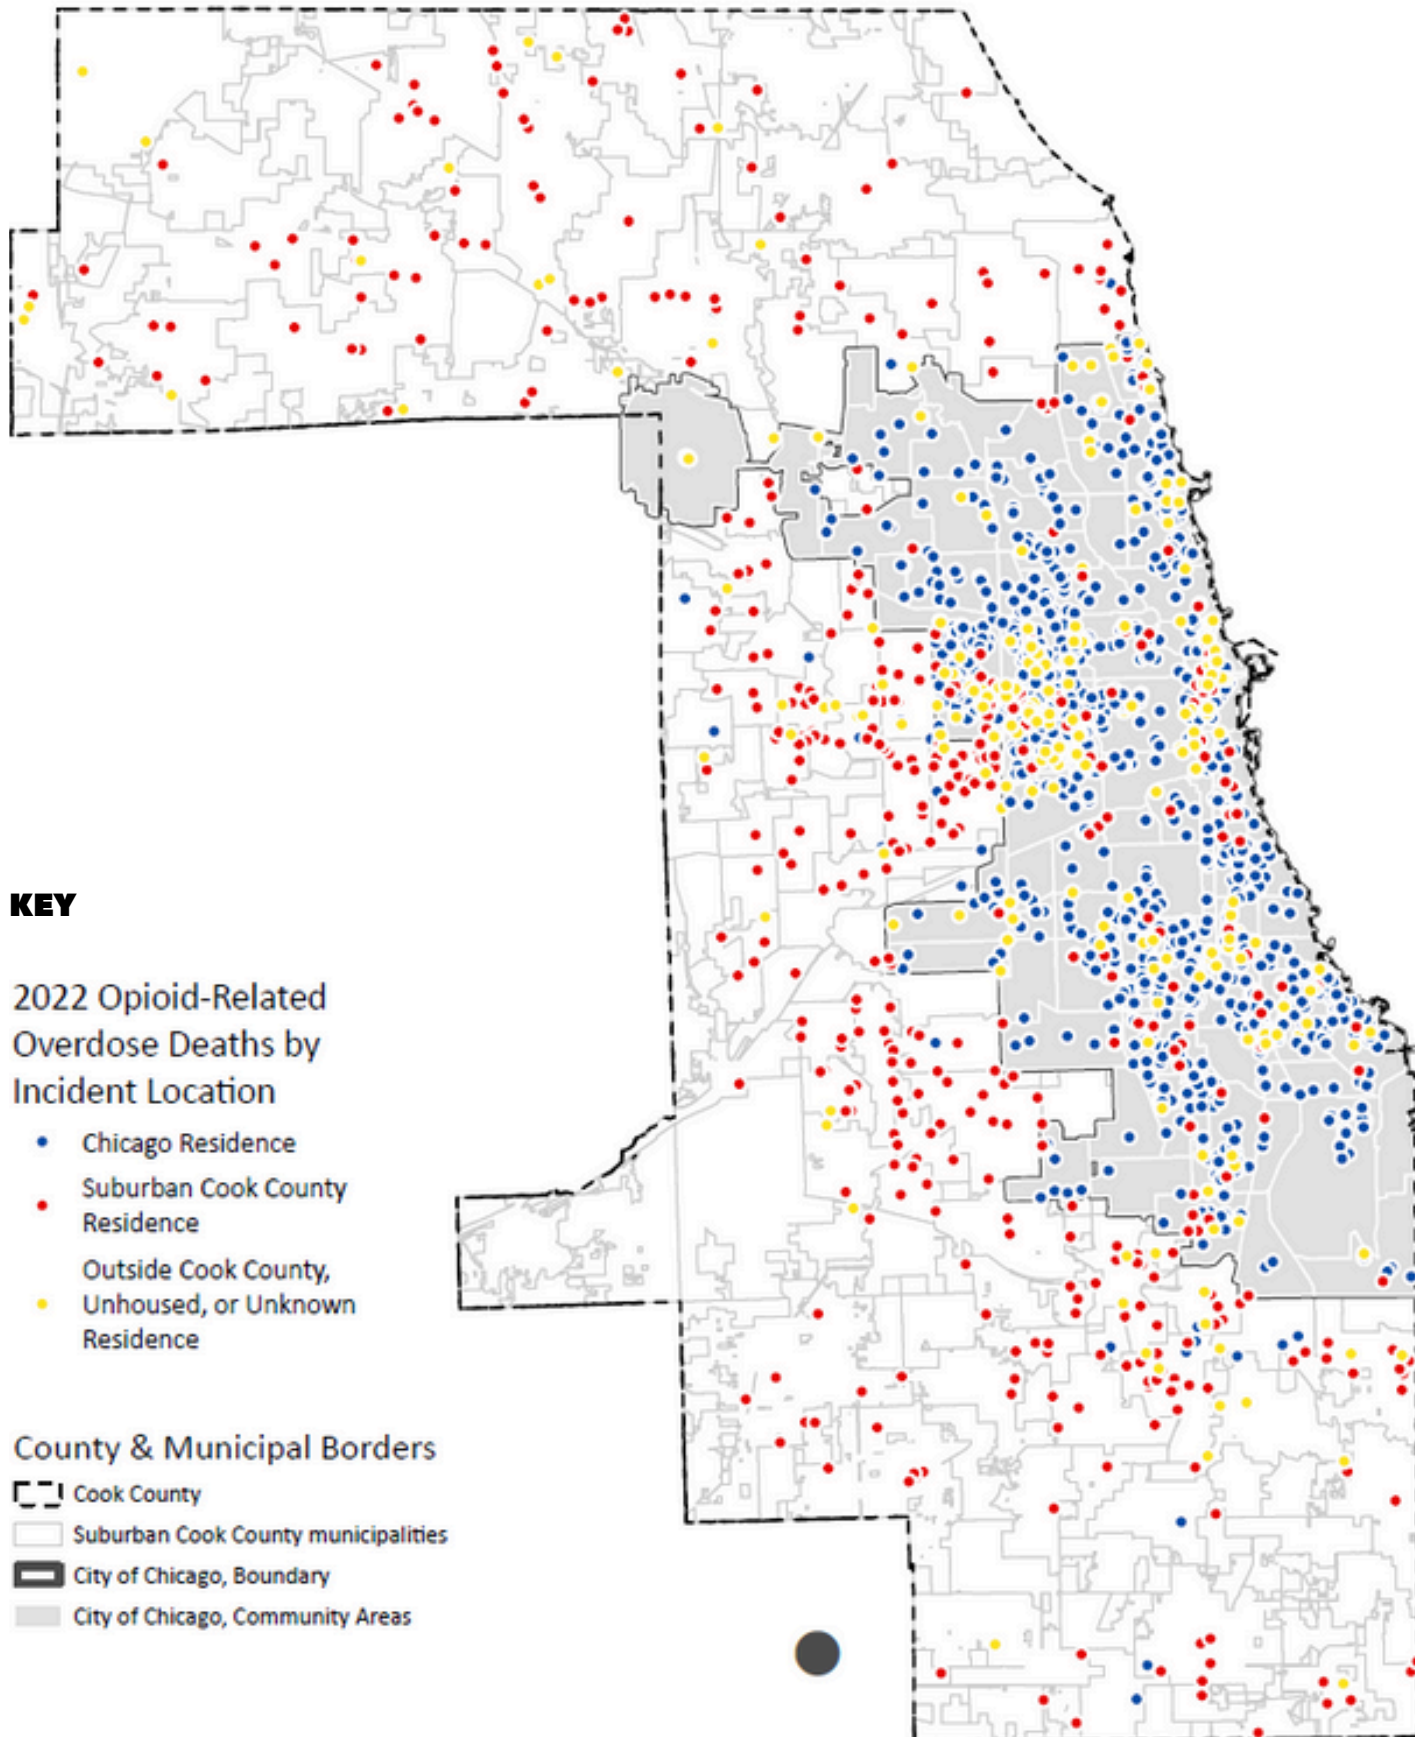 KEY
2022 Opioid-Related
Overdose Deaths by
Incident Location
Chicago Residence
Suburban Cook County
Residence
Outside Cook County,
Unhoused, or Unknown
Residence
County & Municipal Borders
Cook County
Suburban Cook County municipalities
City of Chicago, Boundary
City of Chicago, Community Areas